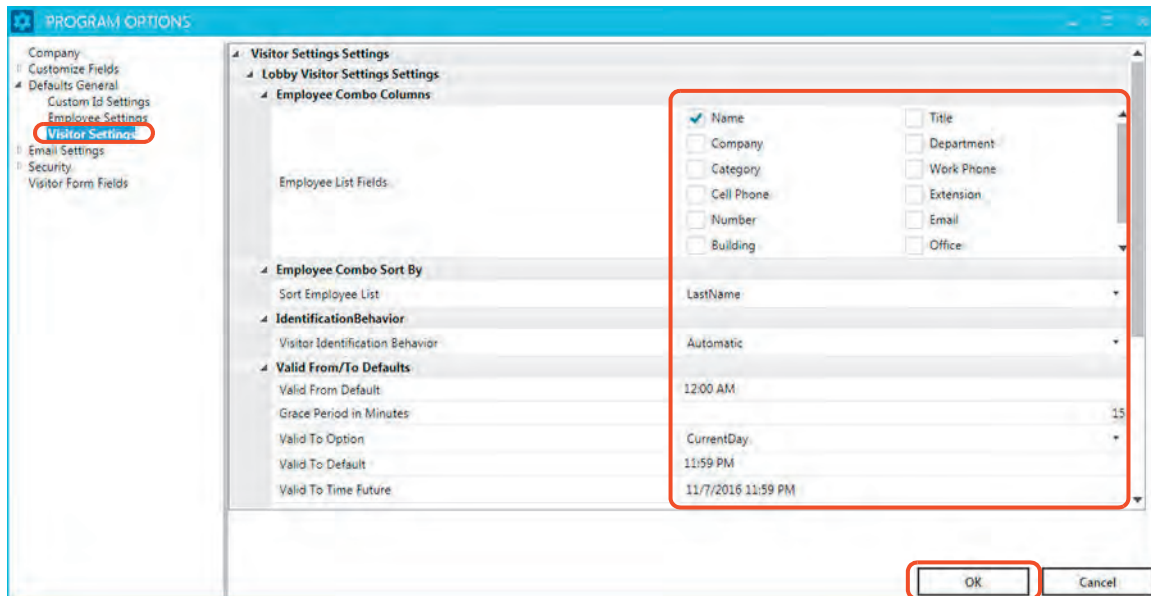 PROGRAM OPTIONS
Company
Customize Fields
Defaults General
Custom Id Settings
Employee Settings
Visitor Settings
Email Settings
Security
Visitor Form Fields
Visitor Settings Settings
Lobby Visitor Settings Settings
Employee Combo Columns
Employee List Fields
Name Title
Company Department
Category Work Phone
Cell Phone Extension
Number Email
Building Office
Employee Combo Sort By
Sort Employee List LastName
IdentificationBehavior
Visitor Identification Behavior Automatic
Valid From/To Defaults
Valid From Default 12:00 AM
Grace Period in Minutes 15
Valid To Option CurrentDay
Valid To Default 11:59 PM
Valid To Time Future 11/7/2016 11:59 PM
OK Cancel